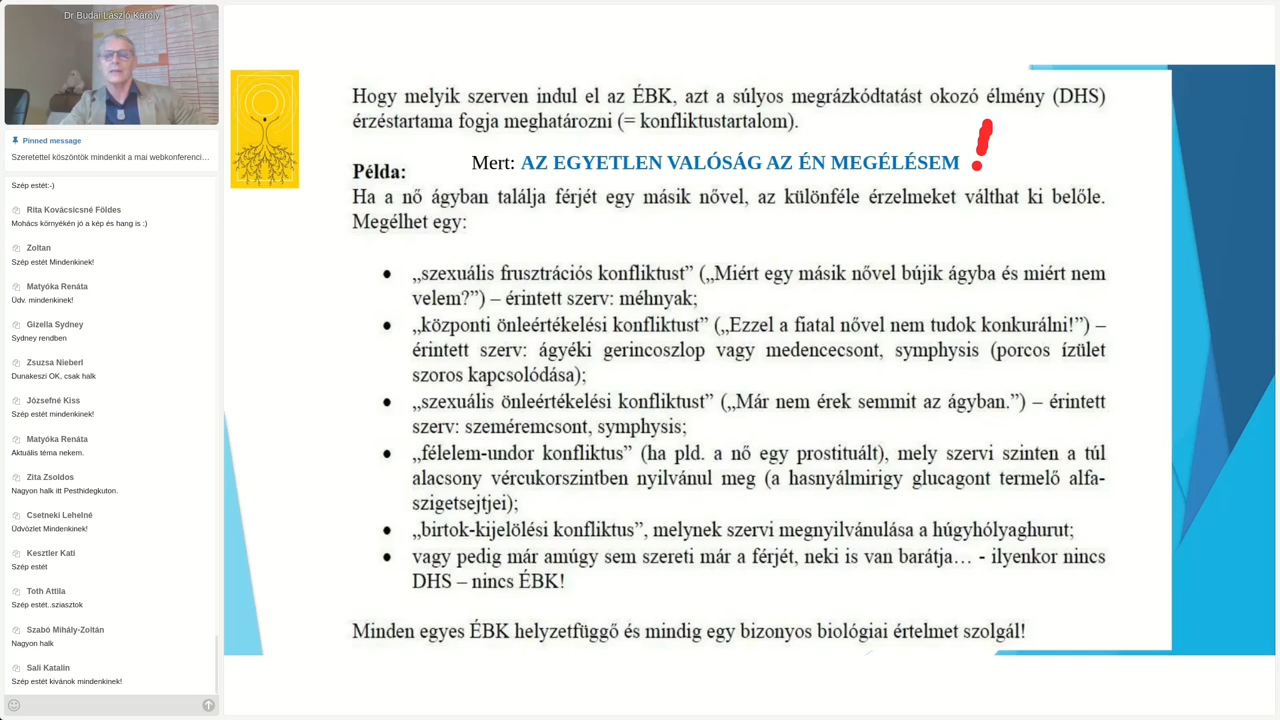 Dr Budai László Károly
Pinned message
Szeretettel köszöntök mindenkit a mai webkonferenci…
Szép estét:-)
Rita Kovácsicsné Földes
Mohács környékén jó a kép és hang is :)
Zoltan
Szép estét Mindenkinek!
Matyóka Renáta
Üdv. mindenkinek!
Gizella Sydney
Sydney rendben
Zsuzsa Nieberl
Dunakeszi OK, csak halk
Józsefné Kiss
Szép estét mindenkinek!
Matyóka Renáta
Aktuális téma nekem.
Zita Zsoldos
Nagyon halk itt Pesthidegkuton.
Csetneki Lehelné
Üdvözlet Mindenkinek!
Kesztler Kati
Szép estét
Toth Attila
Szép estét..sziasztok
Szabó Mihály-Zoltán
Nagyon halk
Sali Katalin
Szép estét kivánok mindenkinek!
Hogy melyik szerven indul el az ÉBK, azt a súlyos megrázkódtatást okozó élmény (DHS)
érzéstartama fogja meghatározni (= konfliktustartalom).
Mert: AZ EGYETLEN VALÓSÁG AZ ÉN MEGÉLÉSEM !
Példa:
Ha a nő ágyban találja férjét egy másik nővel, az különféle érzelmeket válthat ki belőle.
Megélhet egy:
• „szexuális frusztrációs konfliktust” („Miért egy másik nővel bújik ágyba és miért nem
velem?”) – érintett szerv: méhnyak;
• „központi önleértékelési konfliktust” („Ezzel a fiatal nővel nem tudok konkurálni!”) –
érintett szerv: ágyéki gerincoszlop vagy medencecsont, symphysis (porcos ízület
szoros kapcsolódása);
• „szexuális önleértékelési konfliktust” („Már nem érek semmit az ágyban.”) – érintett
szerv: szeméremcsont, symphysis;
• „félelem-undor konfliktus” (ha pld. a nő egy prostituált), mely szervi szinten a túl
alacsony vércukorszintben nyilvánul meg (a hasnyálmirigy glucagont termelő alfa-
szigetsejtjei);
• „birtok-kijelölési konfliktus”, melynek szervi megnyilvánulása a húgyhólyaghurut;
• vagy pedig már amúgy sem szereti már a férjét, neki is van barátja… - ilyenkor nincs
DHS – nincs ÉBK!
Minden egyes ÉBK helyzetfüggő és mindig egy bizonyos biológiai értelmet szolgál!